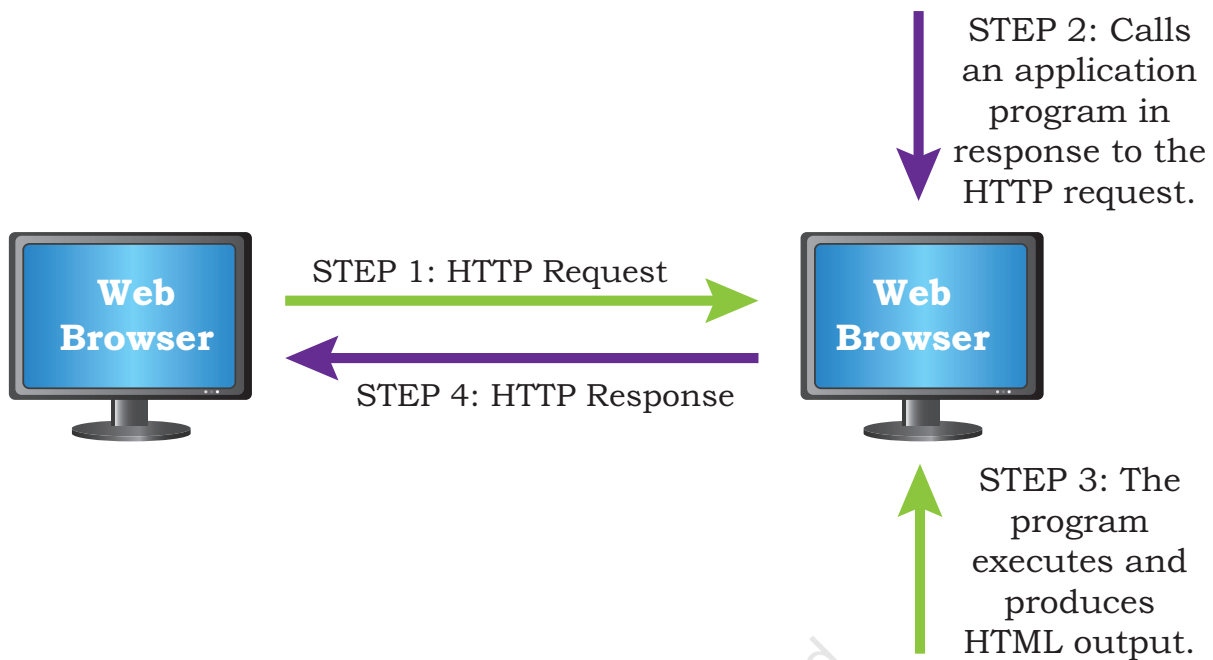 STEP 2: Calls
an application
program in
response to the
HTTP request.
Web
Browser
STEP 1: HTTP Request
STEP 4: HTTP Response
Web
Browser
STEP 3: The
program
executes and
produces
HTML output.